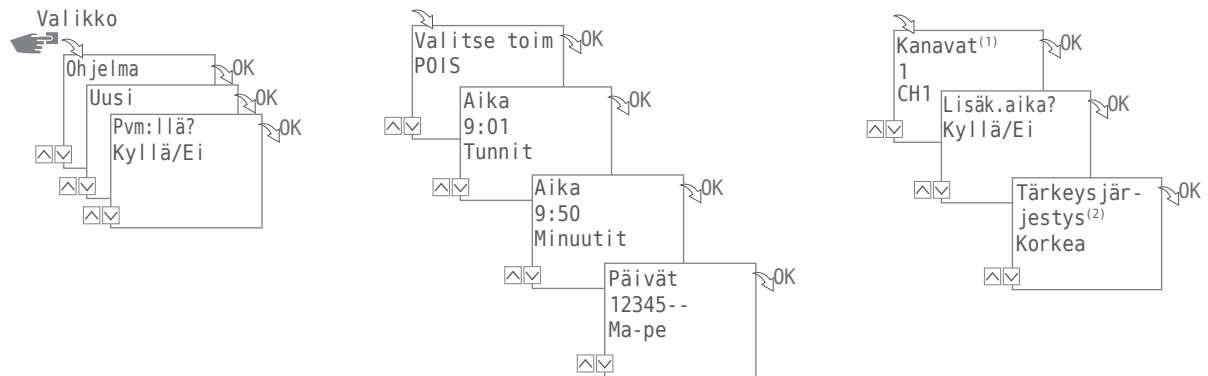 Valikko
Ohjelma
OK
Uusi
OK
Pvm:llä?
OK
Kyllä/Ei
Valitse toim
OK
POIS
Aika
OK
9:01
Tunnit
Aika
OK
9:50
Minuutit
Päivät
OK
12345--
Ma-pe
Kanavat(1)
OK
1
CH1
Lisäk.aika?
OK
Kyllä/Ei
Tärkeysjär-
OK
jestys(2)
Korkea